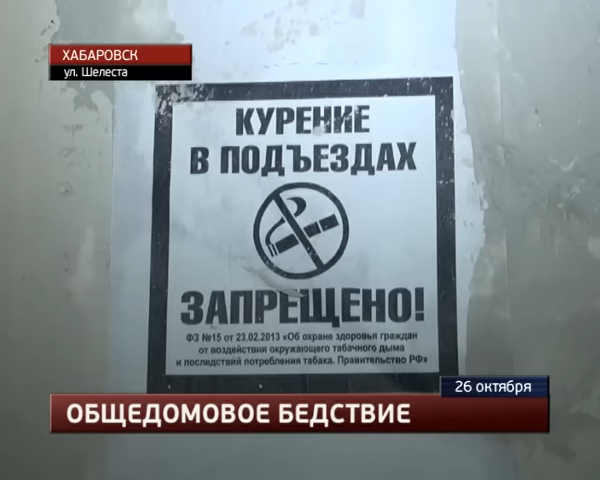 ХАБАРОВСК
ул. Шелеста
КУРЕНИЕ
В ПОДЪЕЗДАХ
ЗАПРЕЩЕНО!
ФЗ №15 от 23.02.2013 «Об охране здоровья граждан
от воздействия окружающего табачного дыма
и последствий потребления табака. Правительство РФ»
26 октября
ОБЩЕДОМОВОЕ БЕДСТВИЕ